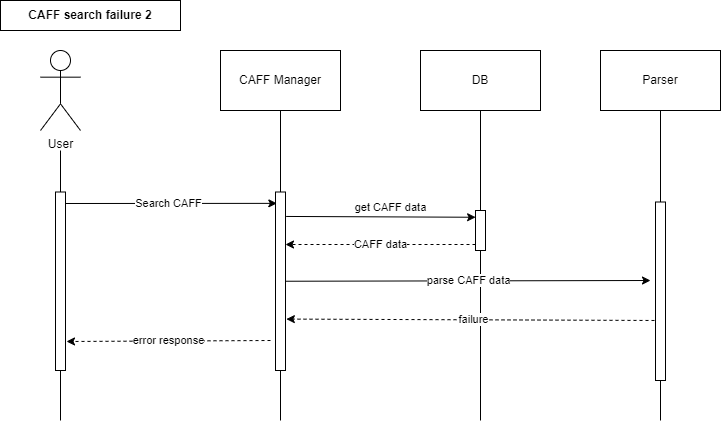 CAFF search failure 2
CAFF Manager
DB
Parser
User
Search CAFF
get CAFF data
CAFF data
parse CAFF data
failure
error response